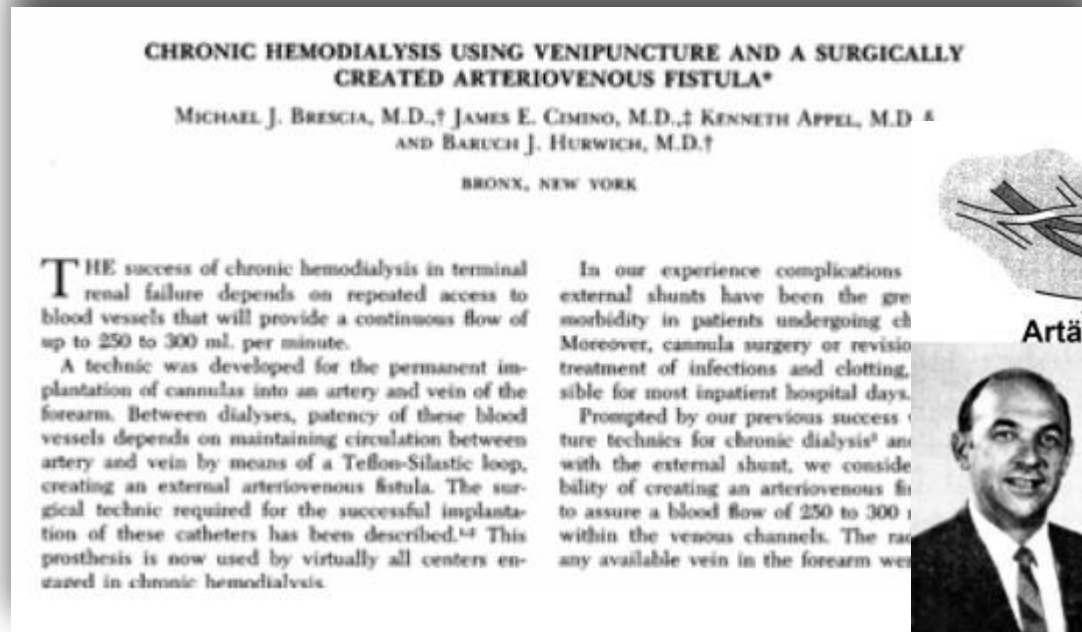 CHRONIC HEMODIALYSIS USING VENIPUNCTURE AND A SURGICALLY
CREATED ARTERIOVENOUS FISTULA*
MICHAEL J. BRESCIA, M.D.,† JAMES E. CIMINO, M.D.,‡ KENNETH APPEL, M.D.
AND BARUCH J. HURWICH, M.D.†
BRONX, NEW YORK
THE success of chronic hemodialysis in terminal
renal failure depends on repeated access to
blood vessels that will provide a continuous flow of
up to 250 to 300 ml. per minute.
A technic was developed for the permanent im-
plantation of cannulas into an artery and vein of the
forearm. Between dialyses, patency of these blood
vessels depends on maintaining circulation between
artery and vein by means of a Teflon-Silastic loop,
creating an external arteriovenous fistula. The sur-
gical technic required for the successful implanta-
tion of these catheters has been described. This
prosthesis is now used by virtually all centers en-
gaged in chronic hemodialysis.
In our experience complications
external shunts have been the
morbidity in patients undergoing
Moreover, cannula surgery or
treatment of infections and clotting,
sible for most inpatient hospital days.
Prompted by our previous success
ture technics for chronic dialysis³
with the external shunt, we
bility of creating an arteriovenous
to assure a blood flow of 250 to 300
within the venous channels. The
any available vein in the forearm
Artä